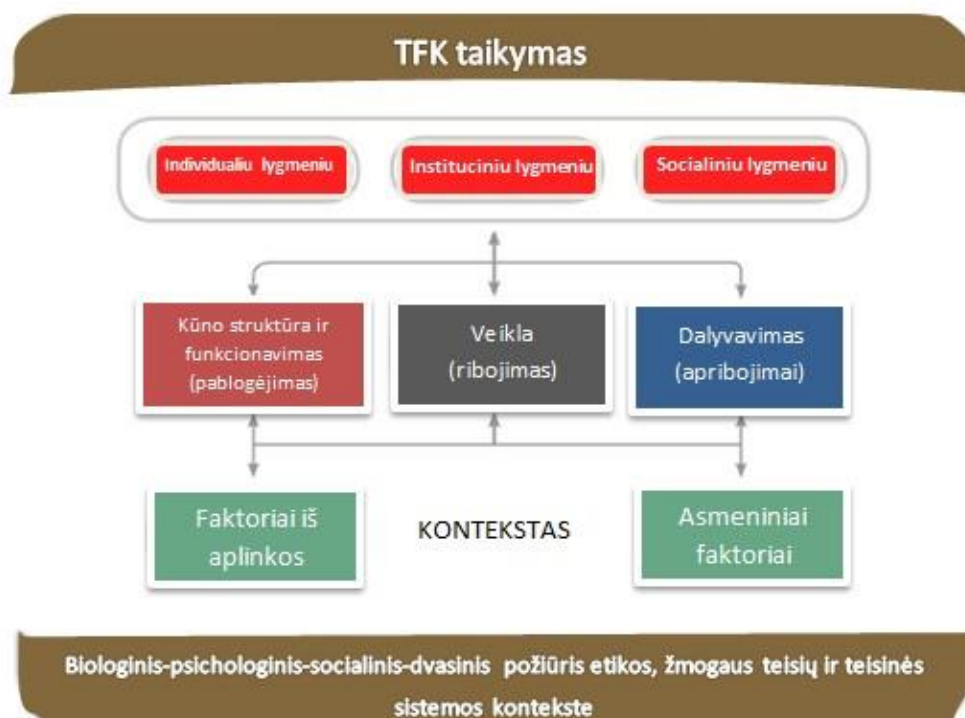 TFK taikymas
Individualiu lygmeniu
Instituciniu lygmeniu
Socialiniu lygmeniu
Kūno struktūra ir
funkcionavimas
(pablogėjimas)
Veikla
(ribojimas)
Dalyvavimas
(apribojimai)
Faktoriai iš
aplinkos
KONTEKSTAS
Asmeniniai
faktoriai
Biologinis-psichologinis-socialinis-dvasinis požiūris etikos, žmogaus teisių ir teisinės
sistemos kontekste